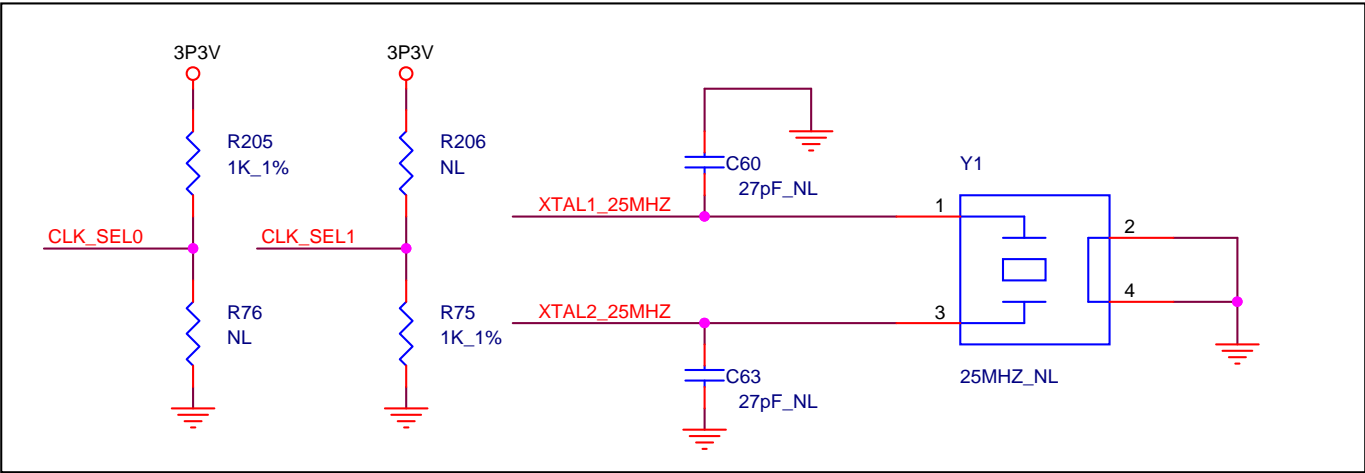 3P3V
3P3V
R205
1K_1%
R206
NL
C60
27pF_NL
Y1
XTAL1_25MHZ
1
CLK_SEL0
CLK_SEL1
2
R76
NL
R75
1K_1%
XTAL2_25MHZ
3
4
C63
27pF_NL
25MHZ_NL